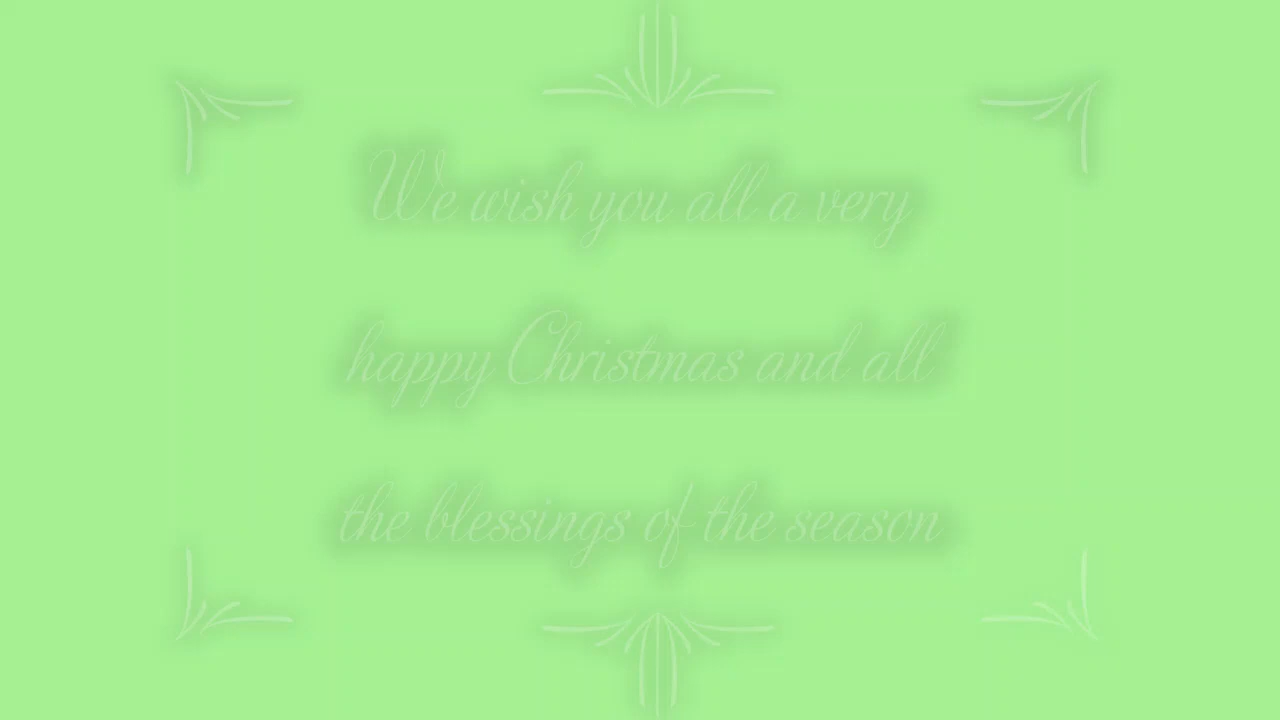 We wish you all a very
happy Christmas and all
the blessings of the season